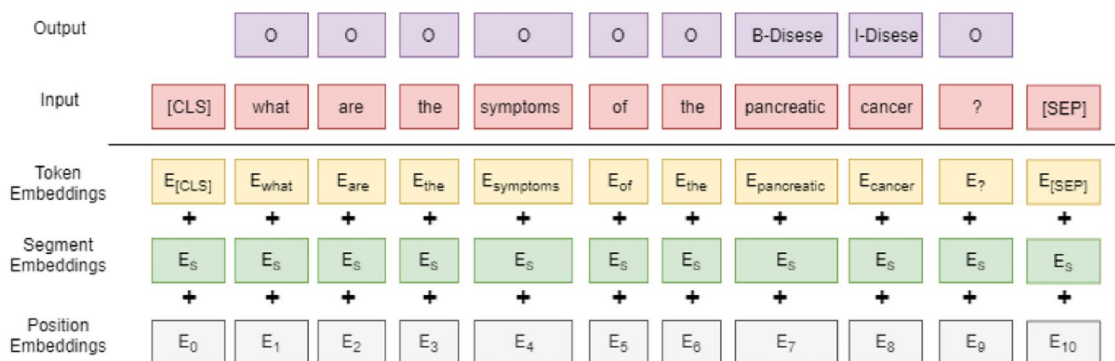 Output O O O O O O B-Disese I-Disese O
Input [CLS] what are the symptoms of the pancreatic cancer ? [SEP]
Token Embeddings E[CLS] Ewhat Eare Ethe Esymptoms Eof Ethe Epancreatic Ecancer E? E[SEP]
+ + + + + + + + + + +
Segment Embeddings ES ES ES ES ES ES ES ES ES ES ES
+ + + + + + + + + + +
Position Embeddings E0 E1 E2 E3 E4 E5 E6 E7 E8 E9 E10